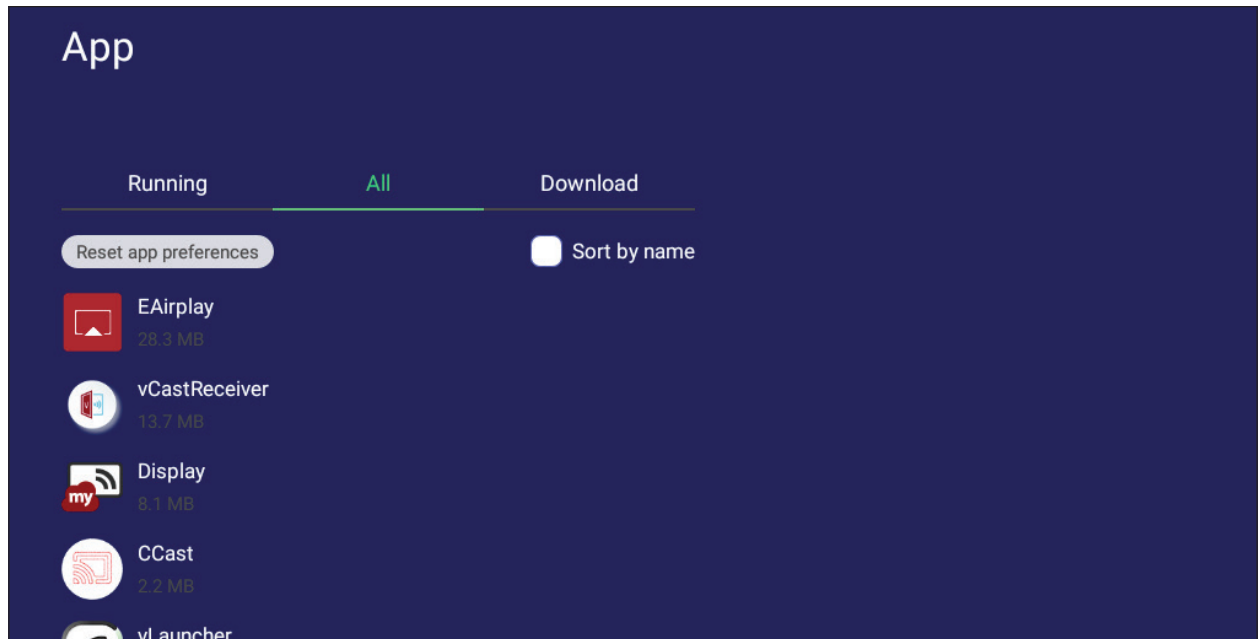 App
Running All Download
Reset app preferences Sort by name
EAirplay
28.3 MB
vCastReceiver
13.7 MB
my
Display
8.1 MB
CCast
2.2 MB
vLauncher